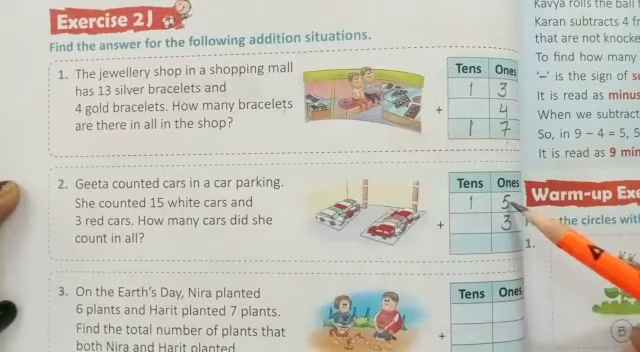 Exercise 2J
Find the answer for the following addition situations.
1. The jewellery shop in a shopping mall
has 13 silver bracelets and
4 gold bracelets. How many bracelets
are there in all in the shop?
Tens Ones
1 3
+ 4
1 7
2. Geeta counted cars in a car parking.
She counted 15 white cars and
3 red cars. How many cars did she
count in all?
Tens Ones
1 5
+ 3
3. On the Earth's Day, Nira planted
6 plants and Harit planted 7 plants.
Find the total number of plants that
both Nira and Harit planted
Tens Ones
+
Kavya rolls the ball
Karan subtracts 4
that are not knocke
To find how many
'–' is the sign of
It is read as minus
When we subtract
So, in 9 – 4 = 5, 5
It is read as 9 min
Warm-up Exe
the circles wit
1.
5